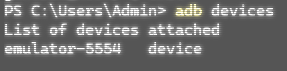 PS C:\Users\Admin> adb devices
List of devices attached
emulator-5554   device